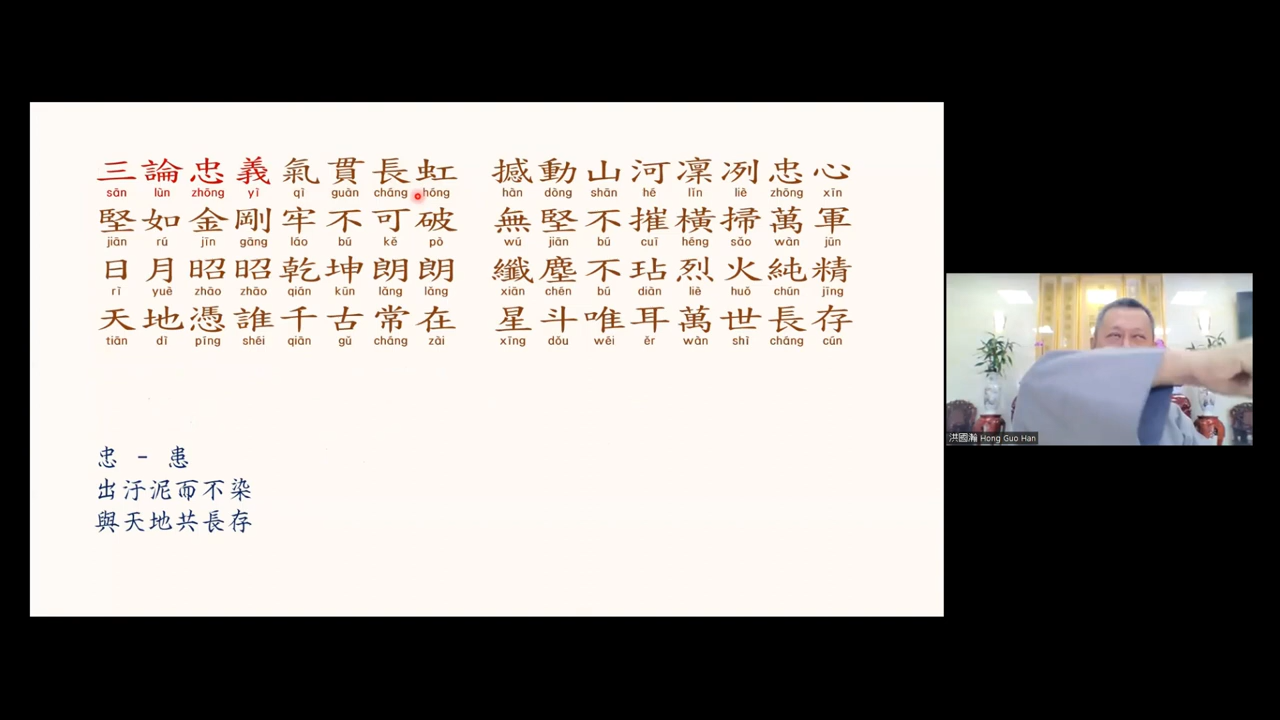 三論忠義氣貫長虹 撼動山河凜冽忠心
sān lùn zhōng yì qì guàn cháng hóng hàn dòng shān hé lǐn liè zhōng xīn
堅如金剛牢不可破 無堅不摧橫掃萬軍
jiān rú jīn gāng láo bù kě pò wú jiān bù cuī héng sǎo wàn jūn
日月昭昭乾坤朗朗 纖塵不玷烈火純精
rī yuè zhāo zhāo qián kūn lǎng lǎng xiān chén bù diàn liè huǒ chún jīng
天地憑誰千古常在 星斗唯耳萬世長存
tiān dì píng shéi qiān gǔ cháng zài xīng dǒu wéi ěr wàn shì cháng cún
忠 - 患
出汙泥而不染
與天地共長存
洪國瀚 Hong Guo Han